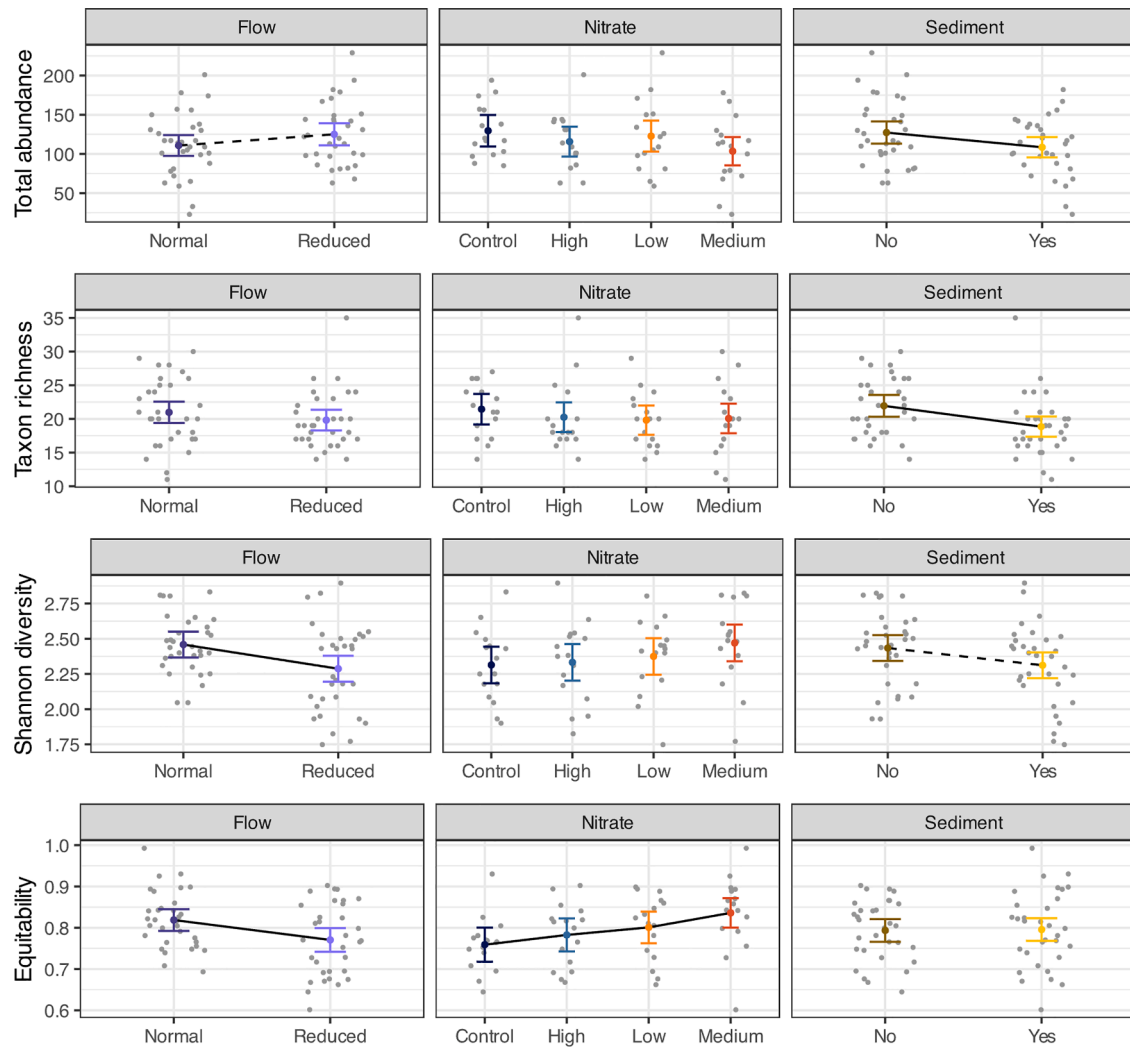 Flow Nitrate Sediment
Total abundance
200
150
100
50
Normal Reduced Control High Low Medium No Yes
Flow Nitrate Sediment
Taxon richness
35
30
25
20
15
10
Normal Reduced Control High Low Medium No Yes
Flow Nitrate Sediment
Shannon diversity
2.75
2.50
2.25
2.00
1.75
Normal Reduced Control High Low Medium No Yes
Flow Nitrate Sediment
Equitability
1.0
0.9
0.8
0.7
0.6
Normal Reduced Control High Low Medium No Yes